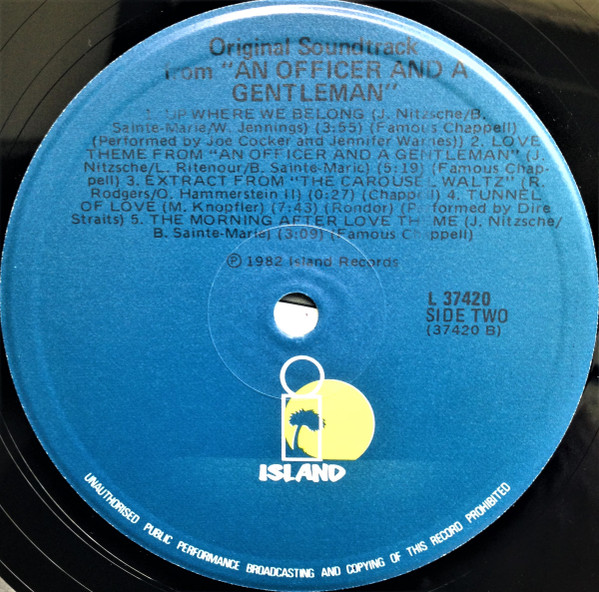 Original Soundtrack
from "AN OFFICER AND A
GENTLEMAN"
1. UP WHERE WE BELONG (J. Nitzsche/B.
Sainte-Marie/W. Jennings) (3:55) (Famous Chappell)
(Performed by Joe Cocker and Jennifer Warnes)) 2. LOVE
THEME FROM "AN OFFICER AND A GENTLEMAN" (J.
Nitzsche/L. Ritenour/B. Sainte-Marie) (5:19) (Famous Chap-
pell) 3. EXTRACT FROM "THE CAROUSEL WALTZ" (R.
Rodgers/O. Hammerstein II) (0:27) (Chappell) 4. TUNNEL
OF LOVE (M. Knopfler) (7:43) (Rondor) (Performed by Dire
Straits) 5. THE MORNING AFTER LOVE THEME (J. Nitzsche/
B. Sainte-Marie) (3:09) (Famous Chappell)
℗ 1982 Island Records
L 37420
SIDE TWO
(37420 B)
ISLAND
UNAUTHORISED PUBLIC PERFORMANCE BROADCASTING AND COPYING OF THIS RECORD PROHIBITED